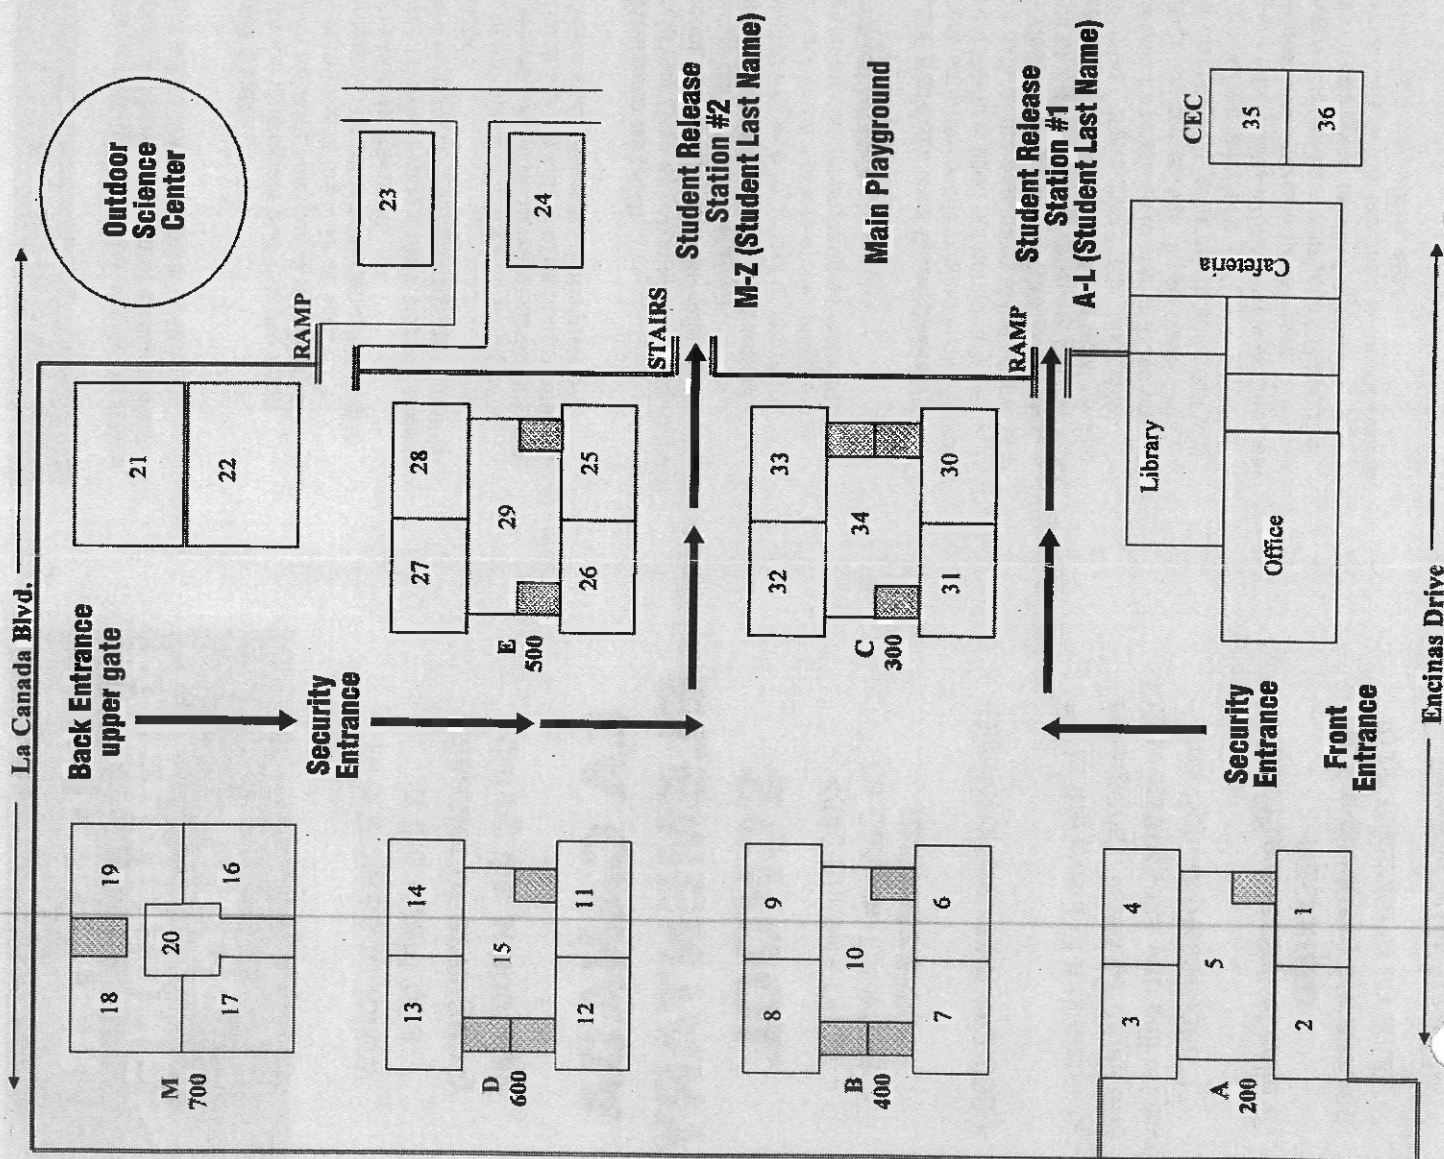 La Canada Blvd.
Outdoor
Science
Center
Back Entrance
upper gate
18
19
21
20
17
16
22
M
700
RAMP
Security
Entrance
23
13
14
27
28
15
29
24
D
600
12
11
E
500
26
25
STAIRS
Student Release
Station #2
M-Z (Student Last Name)
8
9
32
33
10
34
Main Playground
B
400
7
6
C
300
31
30
RAMP
Student Release
Station #1
A-L (Student Last Name)
3
4
Library
CEC
5
35
A
200
Security
Entrance
Office
Cafeteria
2
1
36
Front
Entrance
Encinas Drive